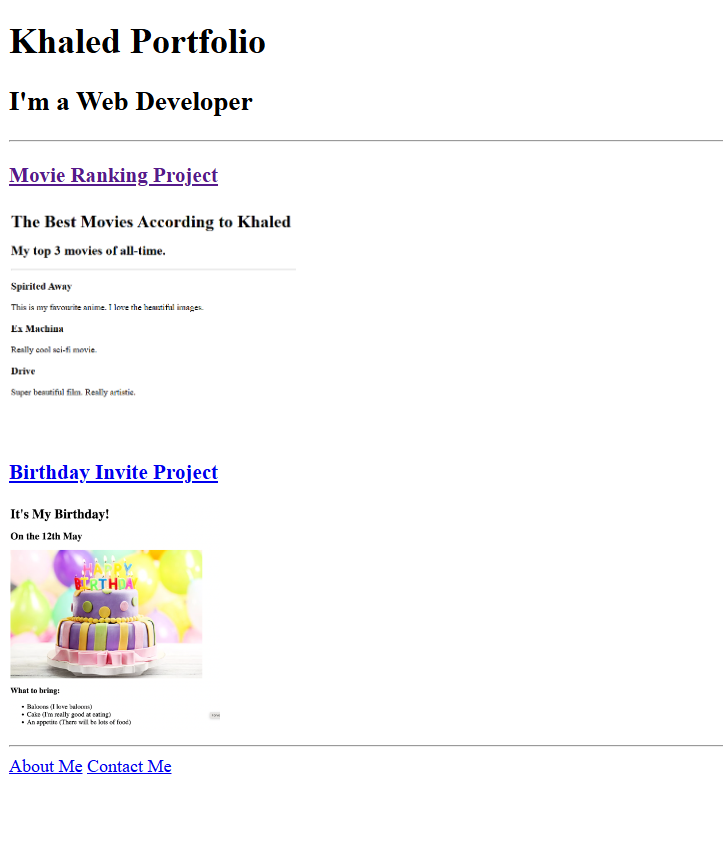 Khaled Portfolio
I'm a Web Developer
Movie Ranking Project
The Best Movies According to Khaled
My top 3 movies of all-time.
Spirited Away
This is my favourite anime. I love the beautiful images.
Ex Machina
Really cool sci-fi movie.
Drive
Super beautiful film. Really artistic.
Birthday Invite Project
It's My Birthday!
On the 12th May
HAPPY
BIRTHDAY
What to bring:
Baloons (I love baloons)
Cake (I'm really good at eating)
An appetite (There will be lots of food)
About Me Contact Me